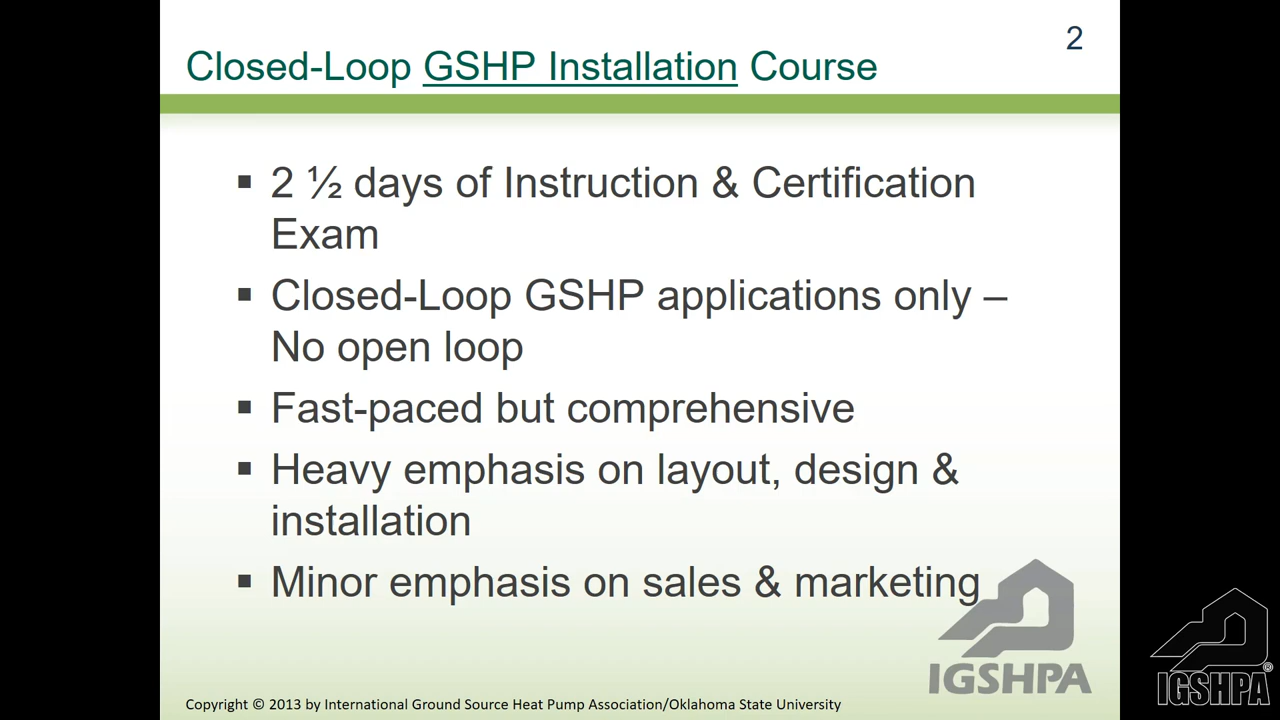 2
Closed-Loop GSHP Installation Course
▪ 2 ½ days of Instruction & Certification
Exam
▪ Closed-Loop GSHP applications only –
No open loop
▪ Fast-paced but comprehensive
▪ Heavy emphasis on layout, design &
installation
▪ Minor emphasis on sales & marketing
IGSHPA
IGSHPA®
Copyright © 2013 by International Ground Source Heat Pump Association/Oklahoma State University